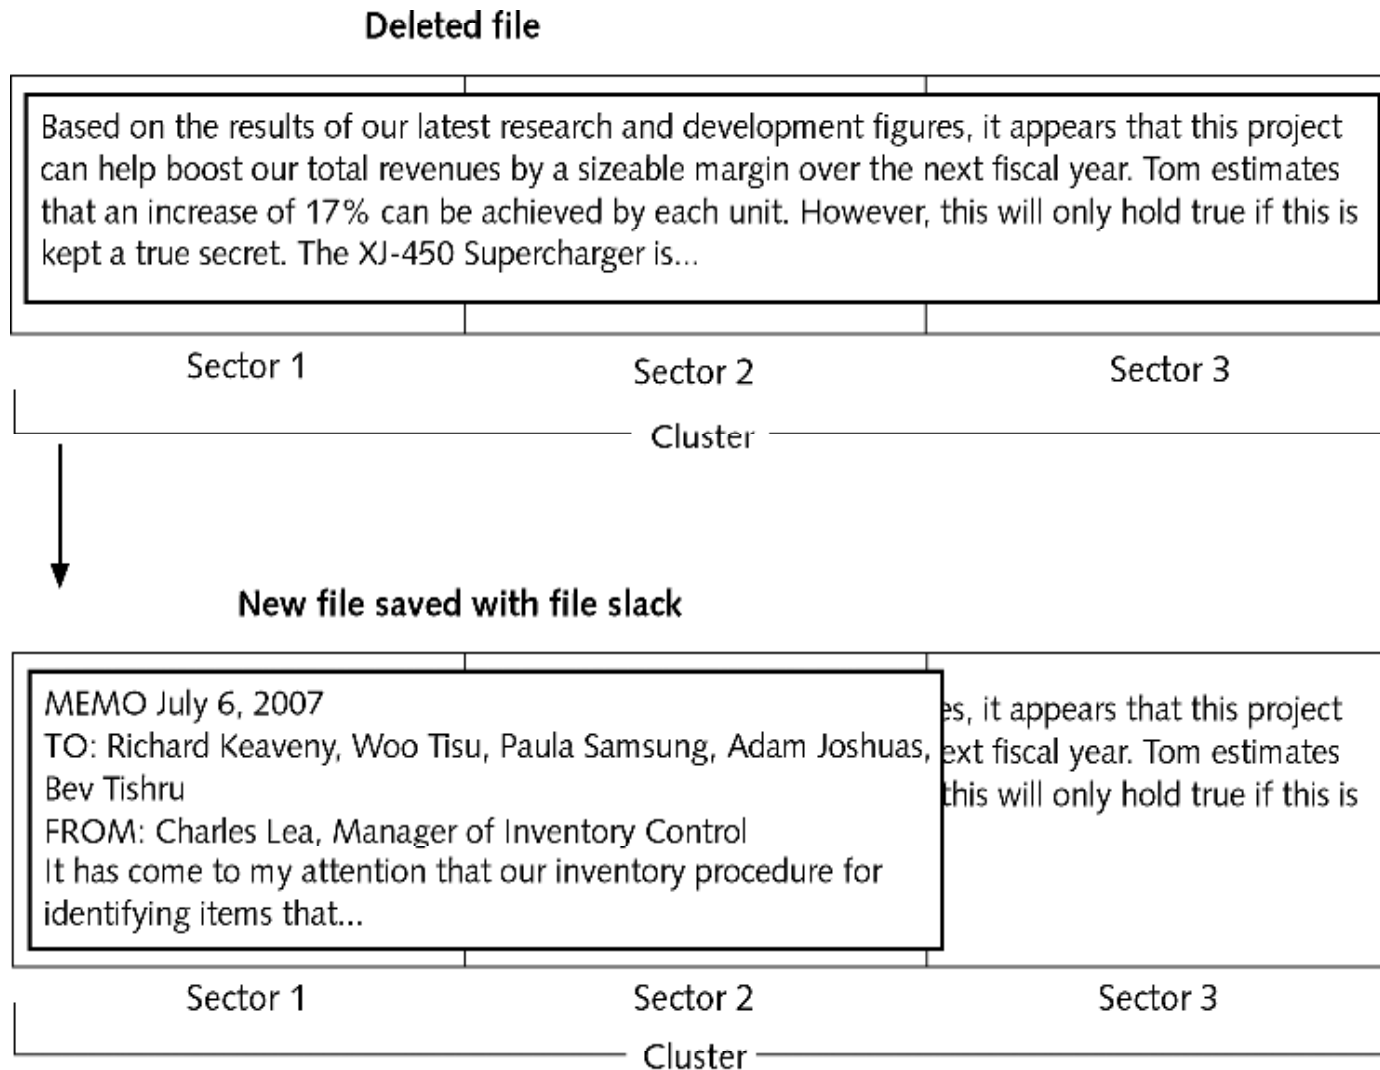 Deleted file
Based on the results of our latest research and development figures, it appears that this project
can help boost our total revenues by a sizeable margin over the next fiscal year. Tom estimates
that an increase of 17% can be achieved by each unit. However, this will only hold true if this is
kept a true secret. The XJ-450 Supercharger is...
Sector 1
Sector 2
Sector 3
Cluster
New file saved with file slack
MEMO July 6, 2007
TO: Richard Keaveny, Woo Tisu, Paula Samsung, Adam Joshuas,
Bev Tishru
FROM: Charles Lea, Manager of Inventory Control
It has come to my attention that our inventory procedure for
identifying items that...
es, it appears that this project
ext fiscal year. Tom estimates
this will only hold true if this is
Sector 1
Sector 2
Sector 3
Cluster